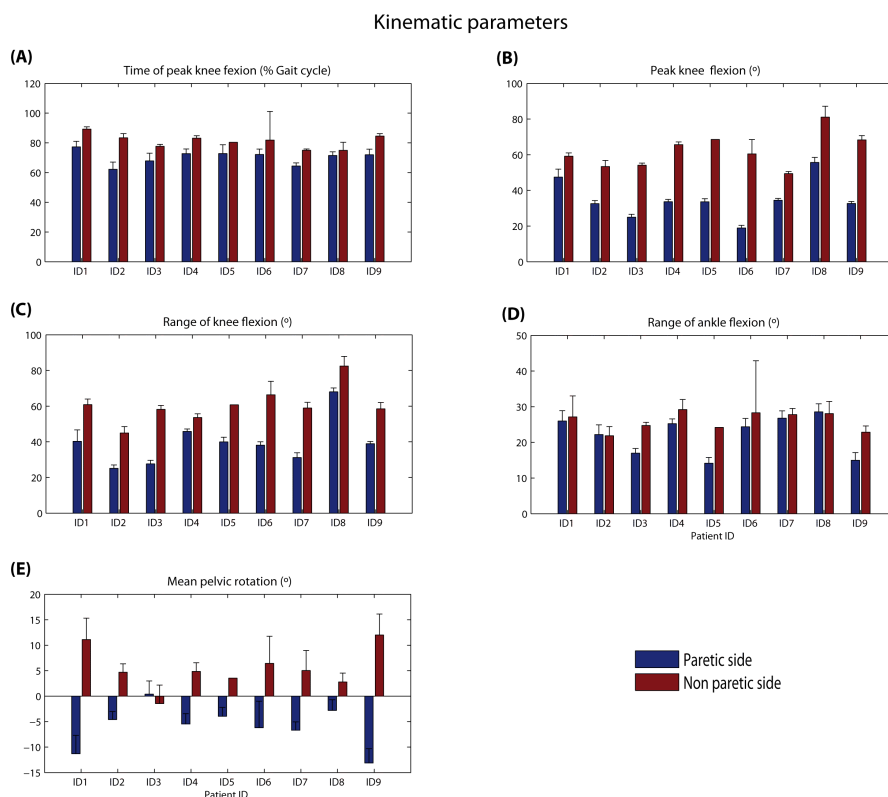 Kinematic parameters
(A)
Time of peak knee fexion (% Gait cycle)
120
100
80
60
40
20
0
ID1 ID2 ID3 ID4 ID5 ID6 ID7 ID8 ID9
(B)
Peak knee flexion (º)
100
80
60
40
20
0
ID1 ID2 ID3 ID4 ID5 ID6 ID7 ID8 ID9
(C)
Range of knee flexion (º)
100
80
60
40
20
0
ID1 ID2 ID3 ID4 ID5 ID6 ID7 ID8 ID9
(D)
Range of ankle flexion (º)
50
40
30
20
10
0
ID1 ID2 ID3 ID4 ID5 ID6 ID7 ID8 ID9
Patient ID
(E)
Mean pelvic rotation (º)
20
15
10
5
0
−5
−10
−15
ID1 ID2 ID3 ID4 ID5 ID6 ID7 ID8 ID9
Patient ID
Paretic side
Non paretic side